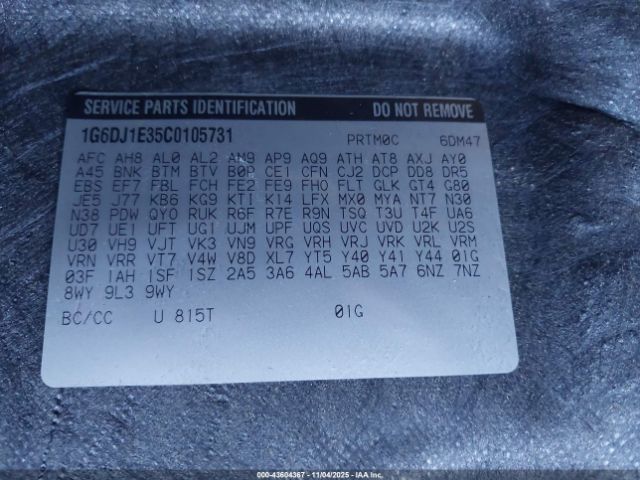 SERVICE PARTS IDENTIFICATION DO NOT REMOVE
1G6DJ1E35C0105731 PRTM0C 6DM47
AFC AH8 AL0 AL2 AN9 AP9 AQ9 ATH AT8 AXJ AY0
A45 BNK BTM BTV B0P CE1 CFN CJ2 DCP DD8 DR5
EBS EF7 FBL FCH FE2 FE9 FHO FLT GLK GT4 G80
JE5 J77 KB6 KG9 KTI K14 LFX MX0 MYA NT7 N30
N38 PDW QYO RUK R6F R7E R9N TSQ T3U T4F UA6
UD7 UE1 UFT UG1 UJM UPF UQS UVC UVD U2K U2S
U30 VH9 VJT VK3 VN9 VRG VRH VRJ VRK VRL VRM
VRN VRR VT7 V4W V8D XL7 YT5 Y40 Y41 Y44 01G
03F 1AH 1SF 1SZ 2A5 3A6 4AL 5AB 5A7 6NZ 7NZ
8WY 9L3 9WY
BC/CC U 815T 01G
00-43604367 - 11/04/2025 - IAA, Inc.